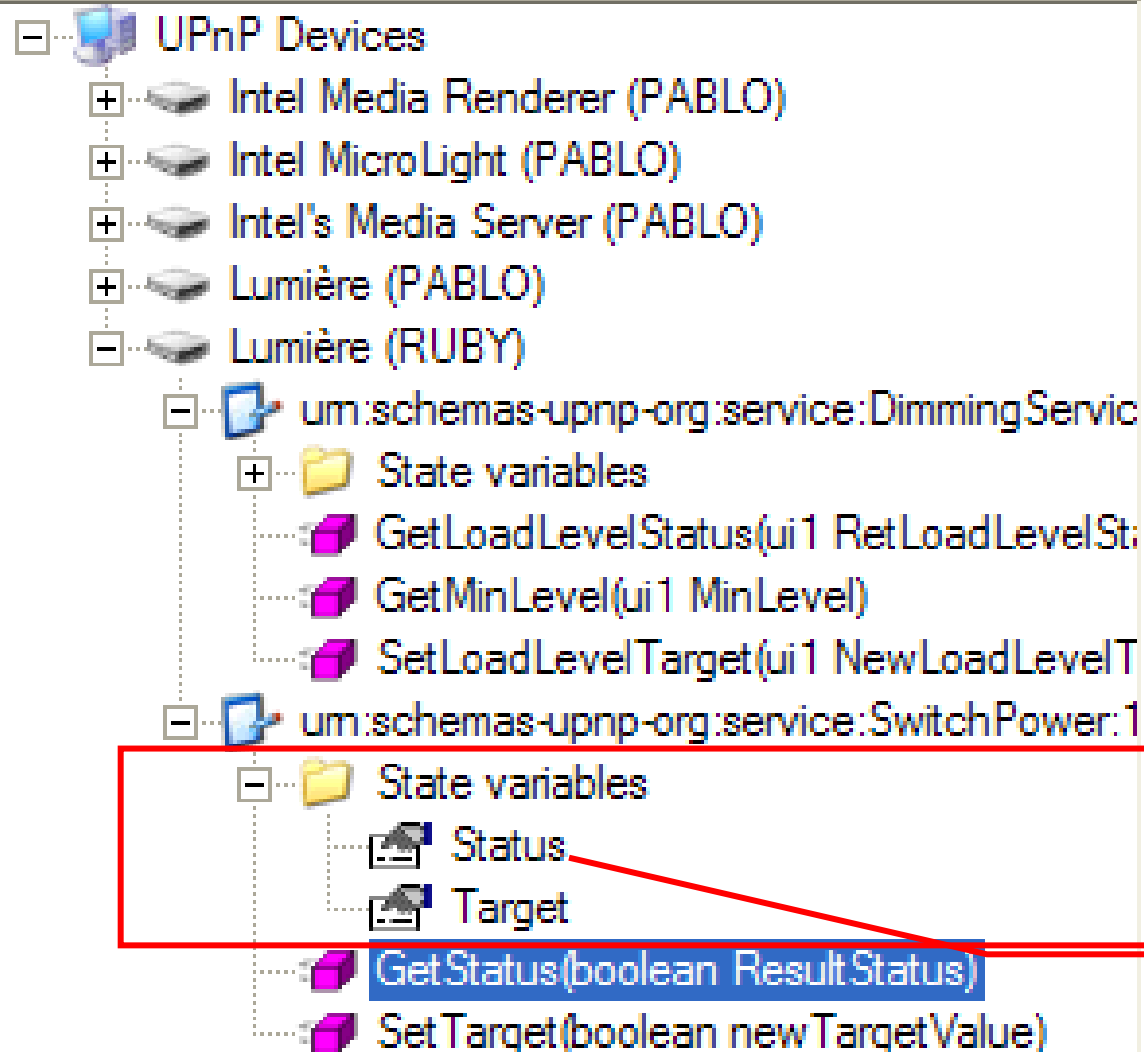 UPnP Devices
Intel Media Renderer (PABLO)
Intel MicroLight (PABLO)
Intel's Media Server (PABLO)
Lumière (PABLO)
Lumière (RUBY)
urn:schemas-upnp-org:service:DimmingServic
State variables
GetLoadLevelStatus(ui1 RetLoadLevelSta
GetMinLevel(ui1 MinLevel)
SetLoadLevelTarget(ui1 NewLoadLevelT
urn:schemas-upnp-org:service:SwitchPower:1
State variables
Status
Target
GetStatus(boolean ResultStatus)
SetTarget(boolean newTargetValue)